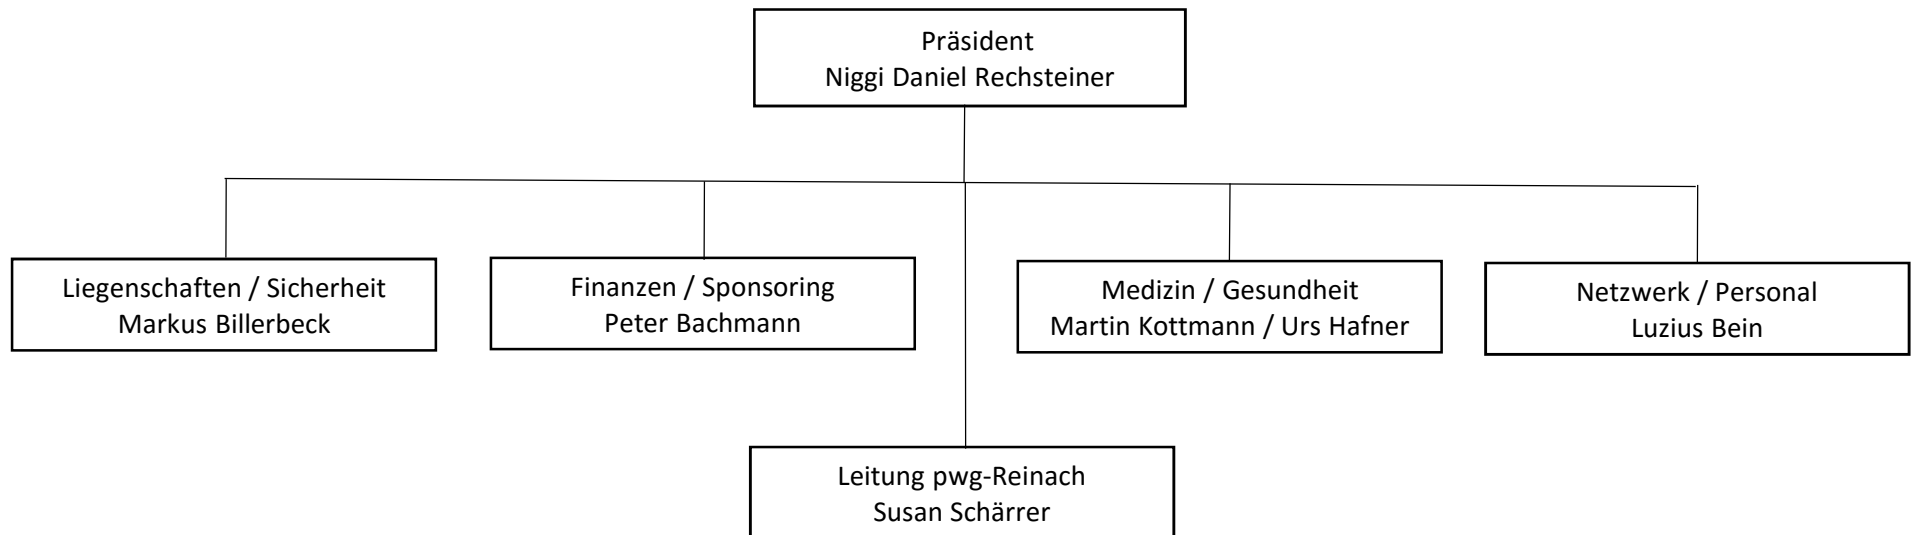 Präsident
Niggi Daniel Rechsteiner
Liegenschaften / Sicherheit
Markus Billerbeck
Finanzen / Sponsoring
Peter Bachmann
Medizin / Gesundheit
Martin Kottmann / Urs Hafner
Netzwerk / Personal
Luzius Bein
Leitung pwg-Reinach
Susan Schärrer